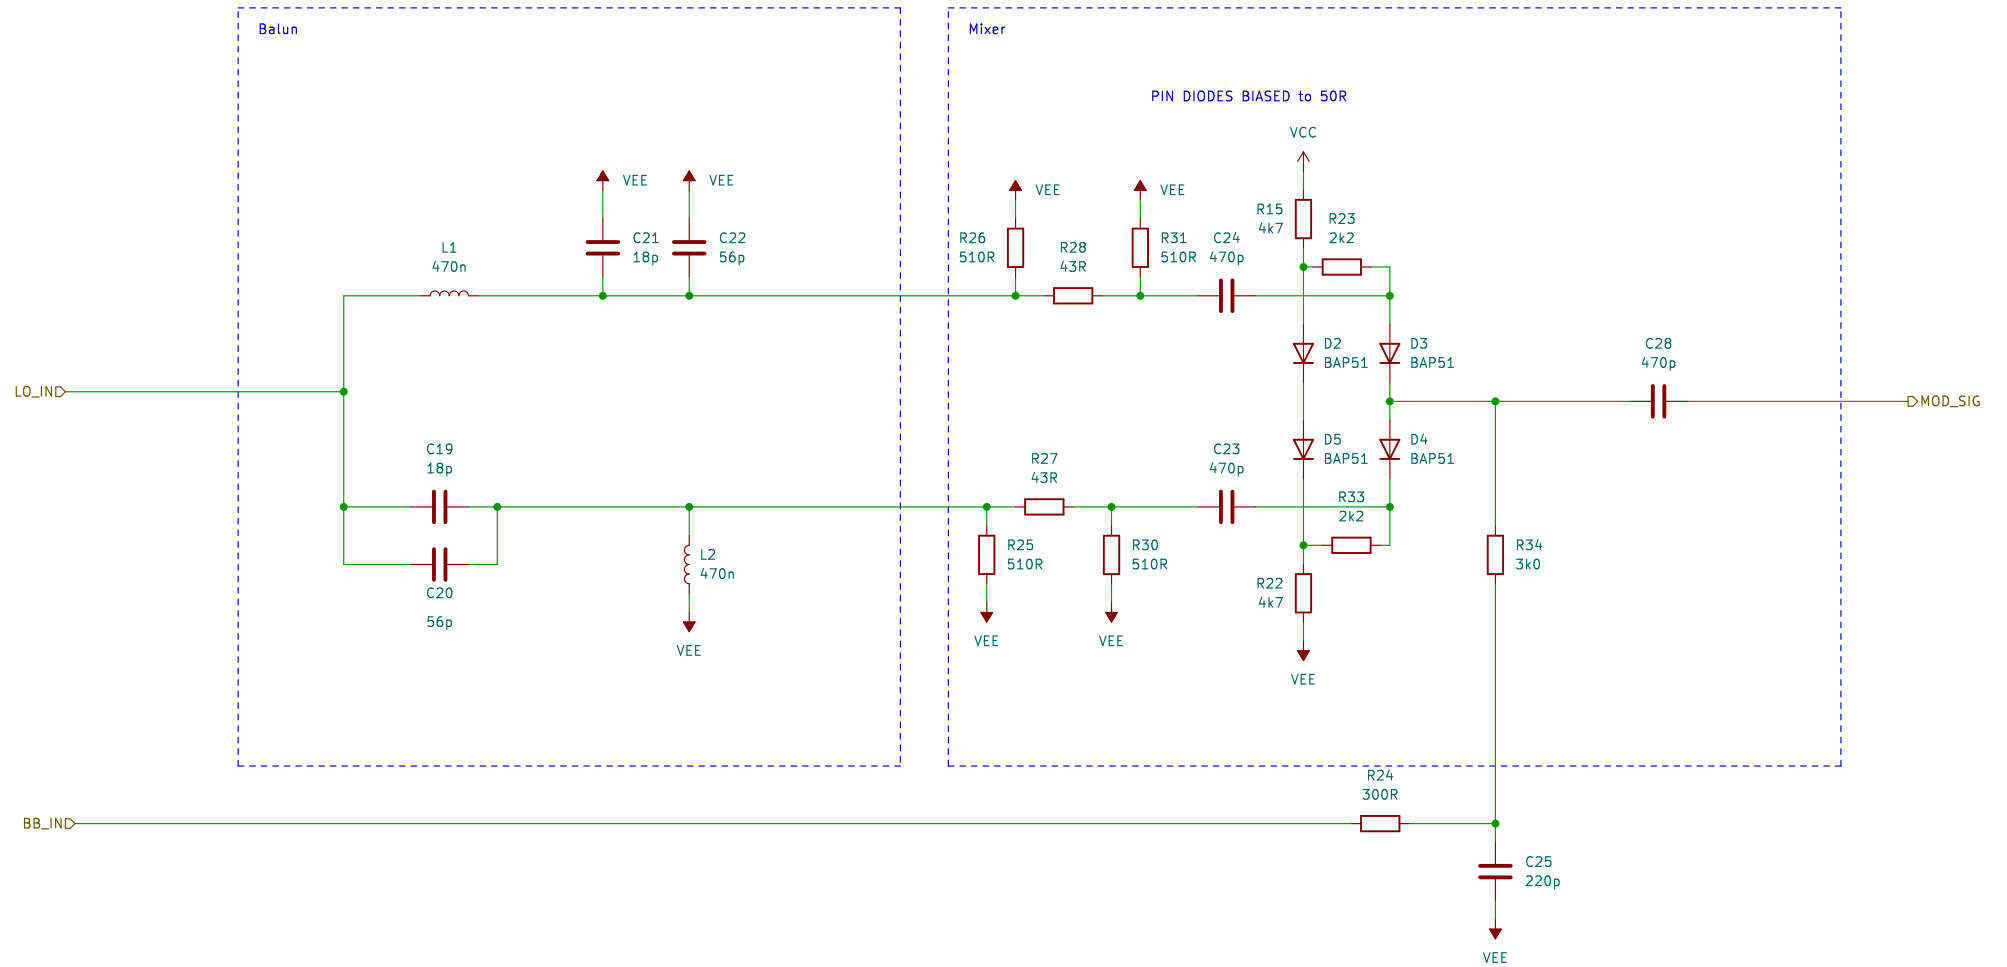 Balun
Mixer
PIN DIODES BIASED to 50R
VCC
VEE
VEE
VEE
VEE
R15
4k7
R23
2k2
L1
470n
C21
18p
C22
56p
R26
510R
R28
43R
R31
510R
C24
470p
D2
BAP51
D3
BAP51
C28
470p
LO_IN
MOD_SIG
C19
18p
R27
43R
C23
470p
D5
BAP51
D4
BAP51
R33
2k2
C20
56p
L2
470n
R25
510R
R30
510R
R22
4k7
R34
3k0
VEE
VEE
VEE
VEE
R24
300R
BB_IN
C25
220p
VEE